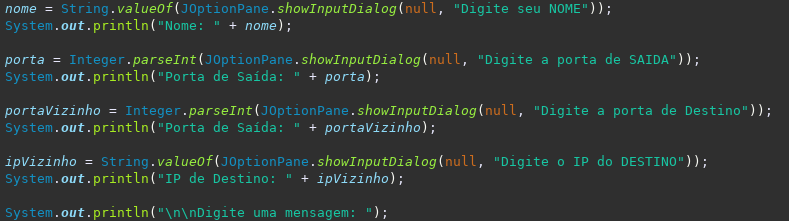 nome = String.valueOf(JOptionPane.showInputDialog(null, "Digite seu NOME"));
System.out.println("Nome: " + nome);
porta = Integer.parseInt(JOptionPane.showInputDialog(null, "Digite a porta de SAIDA"));
System.out.println("Porta de Saída: " + porta);
portaVizinho = Integer.parseInt(JOptionPane.showInputDialog(null, "Digite a porta de Destino"));
System.out.println("Porta de Saída: " + portaVizinho);
ipVizinho = String.valueOf(JOptionPane.showInputDialog(null, "Digite o IP do DESTINO"));
System.out.println("IP de Destino: " + ipVizinho);
System.out.println("\n\nDigite uma mensagem: ");